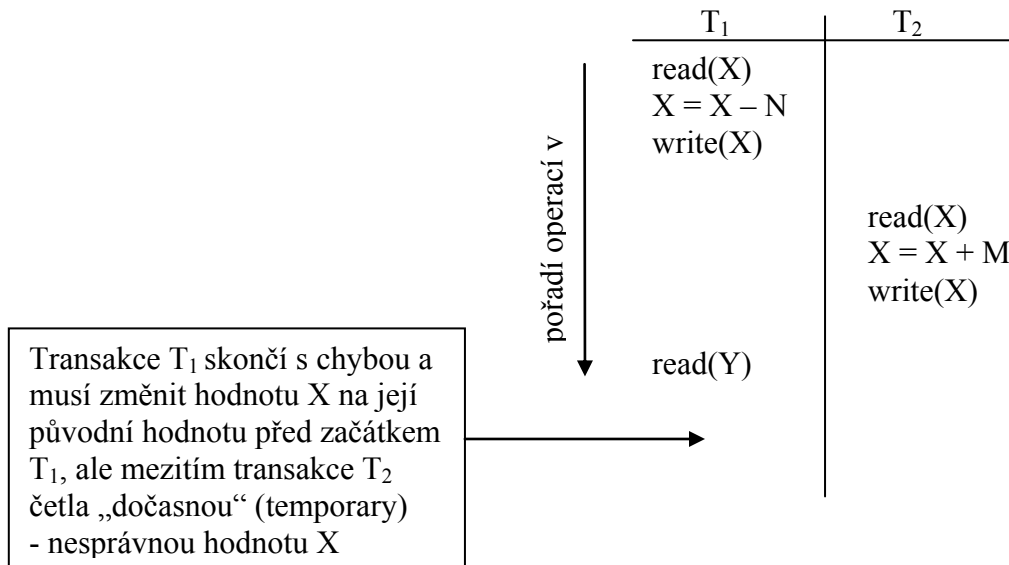 T1 T2
read(X)
X = X – N
write(X)
read(X)
X = X + M
write(X)
read(Y)
pořadí operací v
Transakce T1 skončí s chybou a
musí změnit hodnotu X na její
původní hodnotu před začátkem
T1, ale mezitím transakce T2
četla „dočasnou“ (temporary)
- nesprávnou hodnotu X